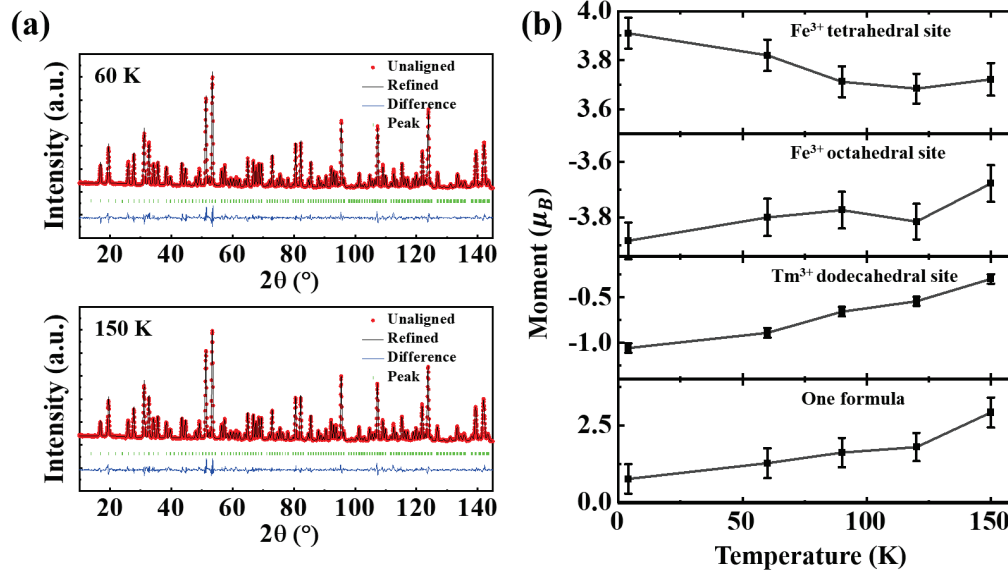 (a)
60 K
Unaligned
Refined
Difference
Peak
Intensity (a.u.)
20 40 60 80 100 120 140
2θ (°)
150 K
Unaligned
Refined
Difference
Peak
Intensity (a.u.)
20 40 60 80 100 120 140
2θ (°)
(b)
Fe³⁺ tetrahedral site
4.0
3.8
3.6
Fe³⁺ octahedral site
-3.6
-3.8
Tm³⁺ dodecahedral site
-0.5
-1.0
One formula
2.5
0.0
Moment (μB)
0 50 100 150
Temperature (K)